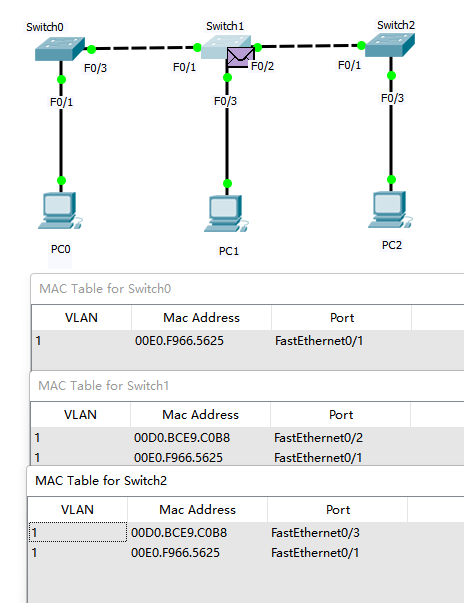 Switch0 Switch1 Switch2
F0/3 F0/1 F0/2 F0/1
F0/1 F0/3 F0/3
PC0 PC1 PC2
MAC Table for Switch0
VLAN Mac Address Port
1 00E0.F966.5625 FastEthernet0/1
MAC Table for Switch1
VLAN Mac Address Port
1 00D0.BCE9.C0B8 FastEthernet0/2
1 00E0.F966.5625 FastEthernet0/1
MAC Table for Switch2
VLAN Mac Address Port
1 00D0.BCE9.C0B8 FastEthernet0/3
1 00E0.F966.5625 FastEthernet0/1